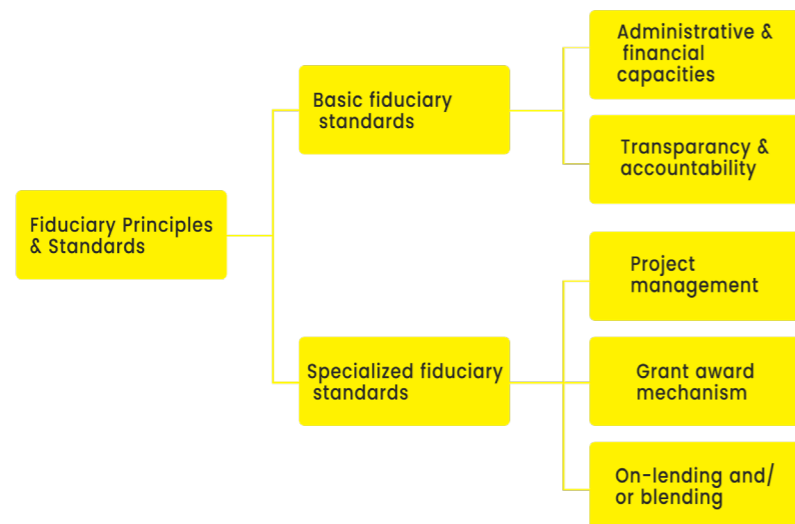 Administrative &
financial
capacities
Basic fiduciary
standards
Transparancy &
accountability
Fiduciary Principles
& Standards
Project
management
Specialized fiduciary
standards
Grant award
mechanism
On-lending and/
or blending